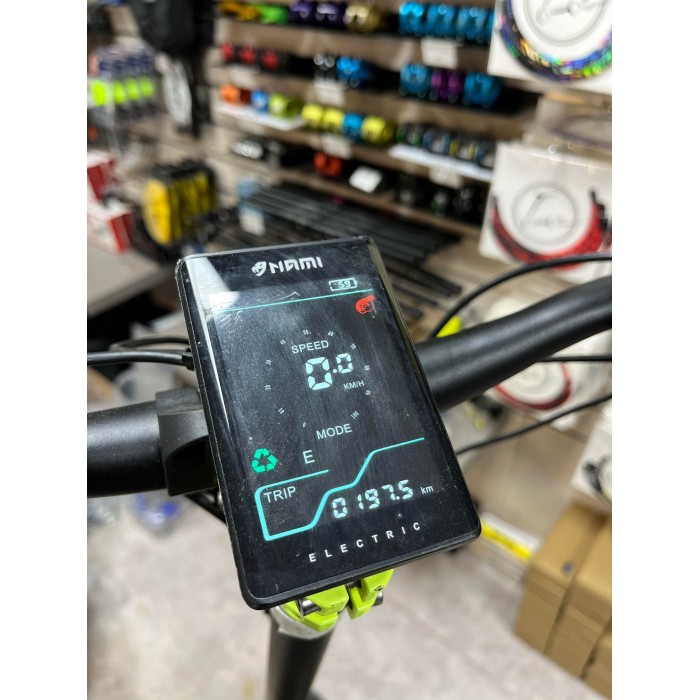 NAMI
59
SPEED
0.0
KM/H
MODE
E
TRIP
0197.5 km
ELECTRIC